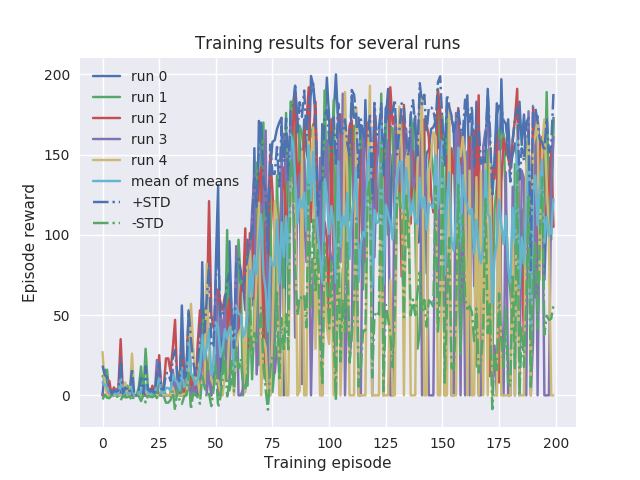 Training results for several runs
200
150
100
50
0
Episode reward
run 0
run 1
run 2
run 3
run 4
mean of means
+STD
-STD
0 25 50 75 100 125 150 175 200
Training episode